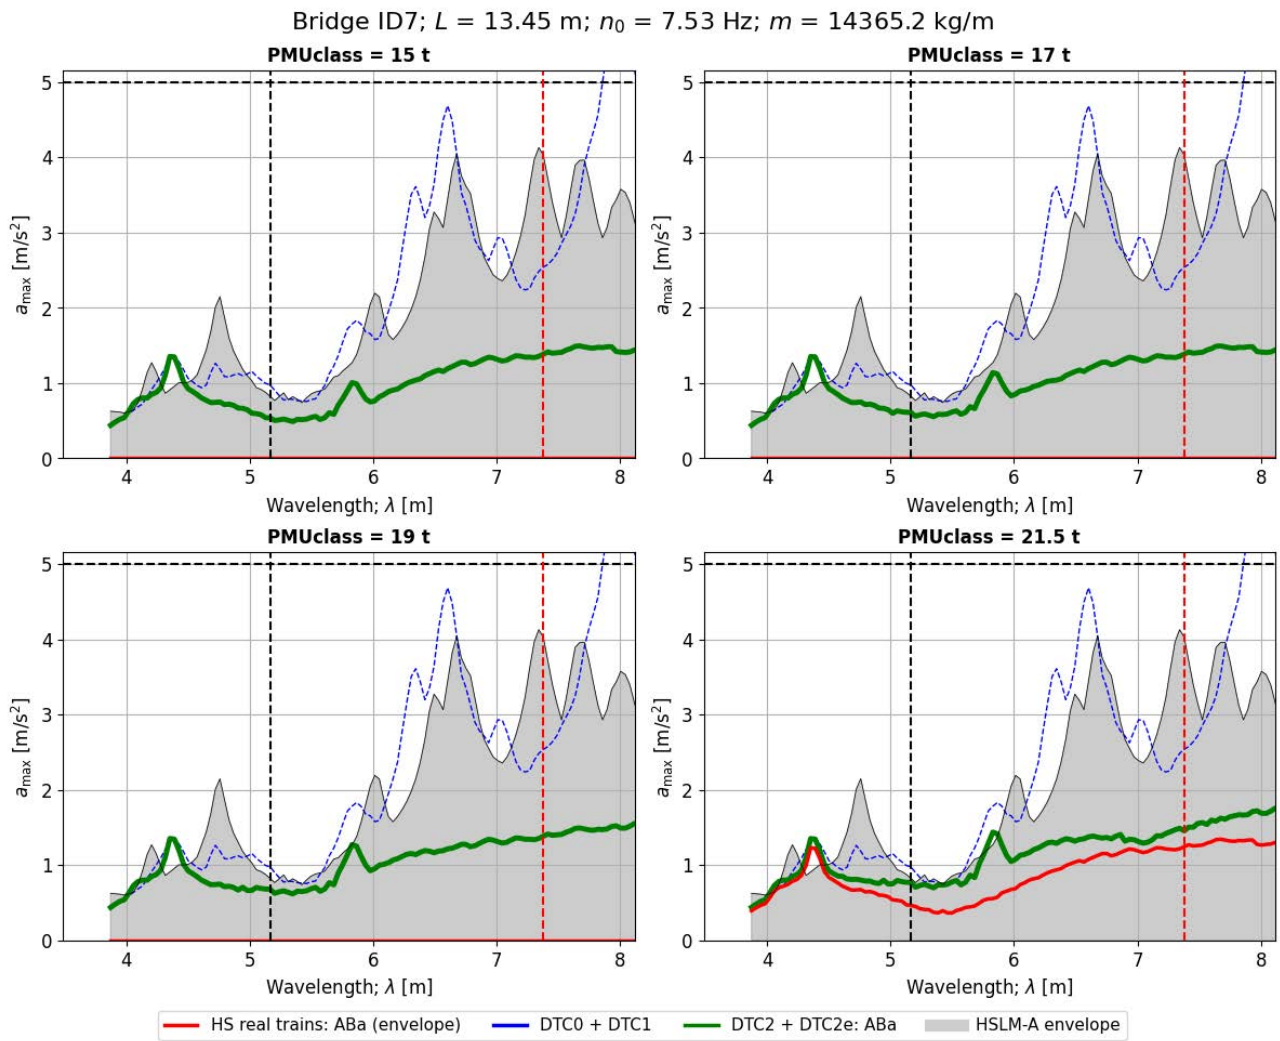 Bridge ID7; L = 13.45 m; n0 = 7.53 Hz; m = 14365.2 kg/m
PMUclass = 15 t
5
4
3
2
1
0
amax [m/s²]
4 5 6 7 8
Wavelength; λ [m]
PMUclass = 17 t
5
4
3
2
1
0
amax [m/s²]
4 5 6 7 8
Wavelength; λ [m]
PMUclass = 19 t
5
4
3
2
1
0
amax [m/s²]
4 5 6 7 8
Wavelength; λ [m]
PMUclass = 21.5 t
5
4
3
2
1
0
amax [m/s²]
4 5 6 7 8
Wavelength; λ [m]
HS real trains: ABa (envelope) DTC0 + DTC1 DTC2 + DTC2e: ABa HSLM-A envelope